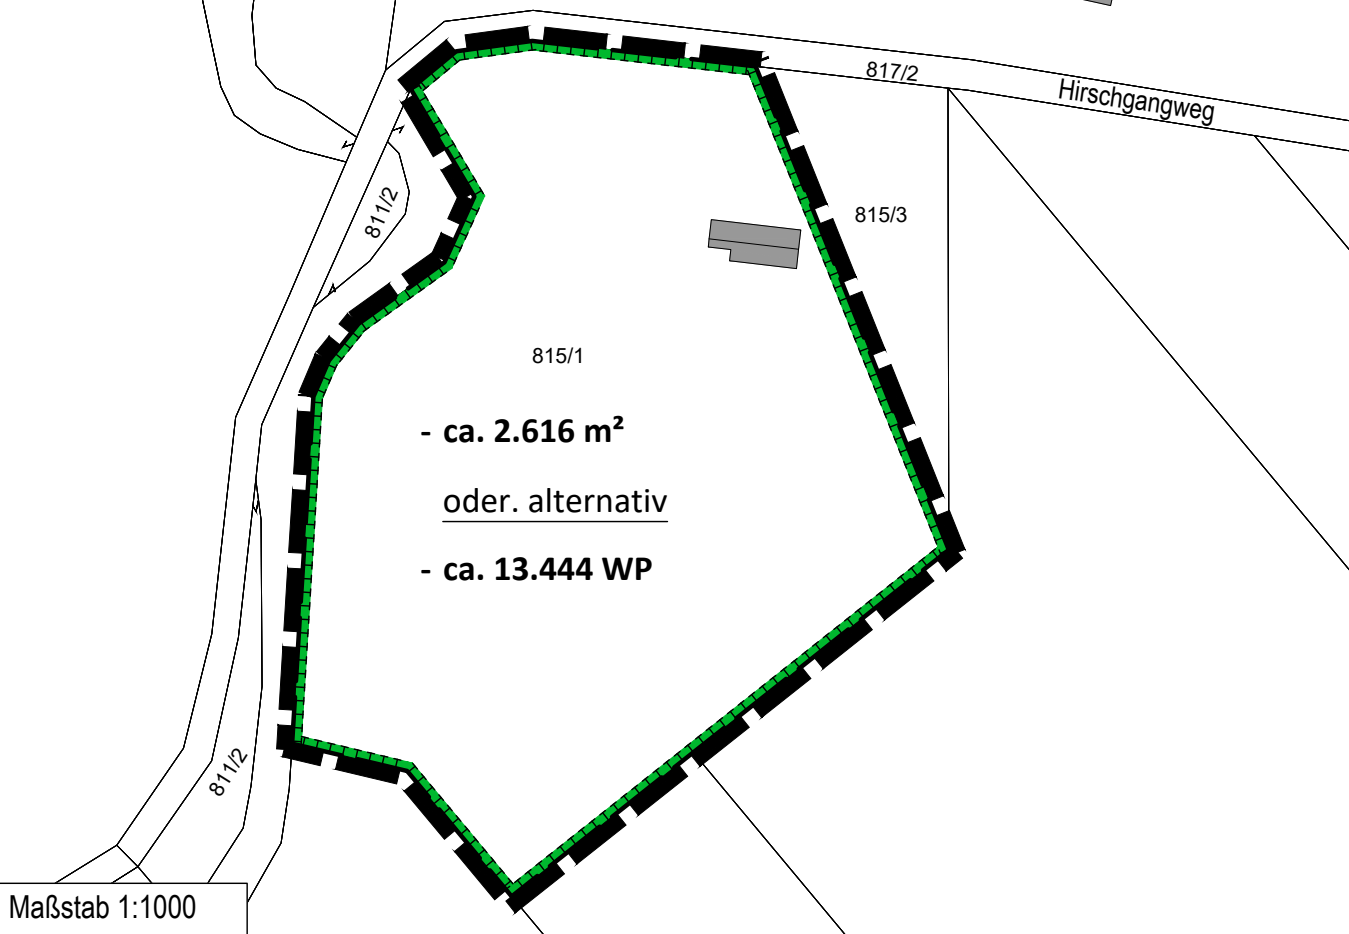 817/2
Hirschgangweg
811/2
815/3
815/1
- ca. 2.616 m²
oder. alternativ
- ca. 13.444 WP
811/2
Maßstab 1:1000